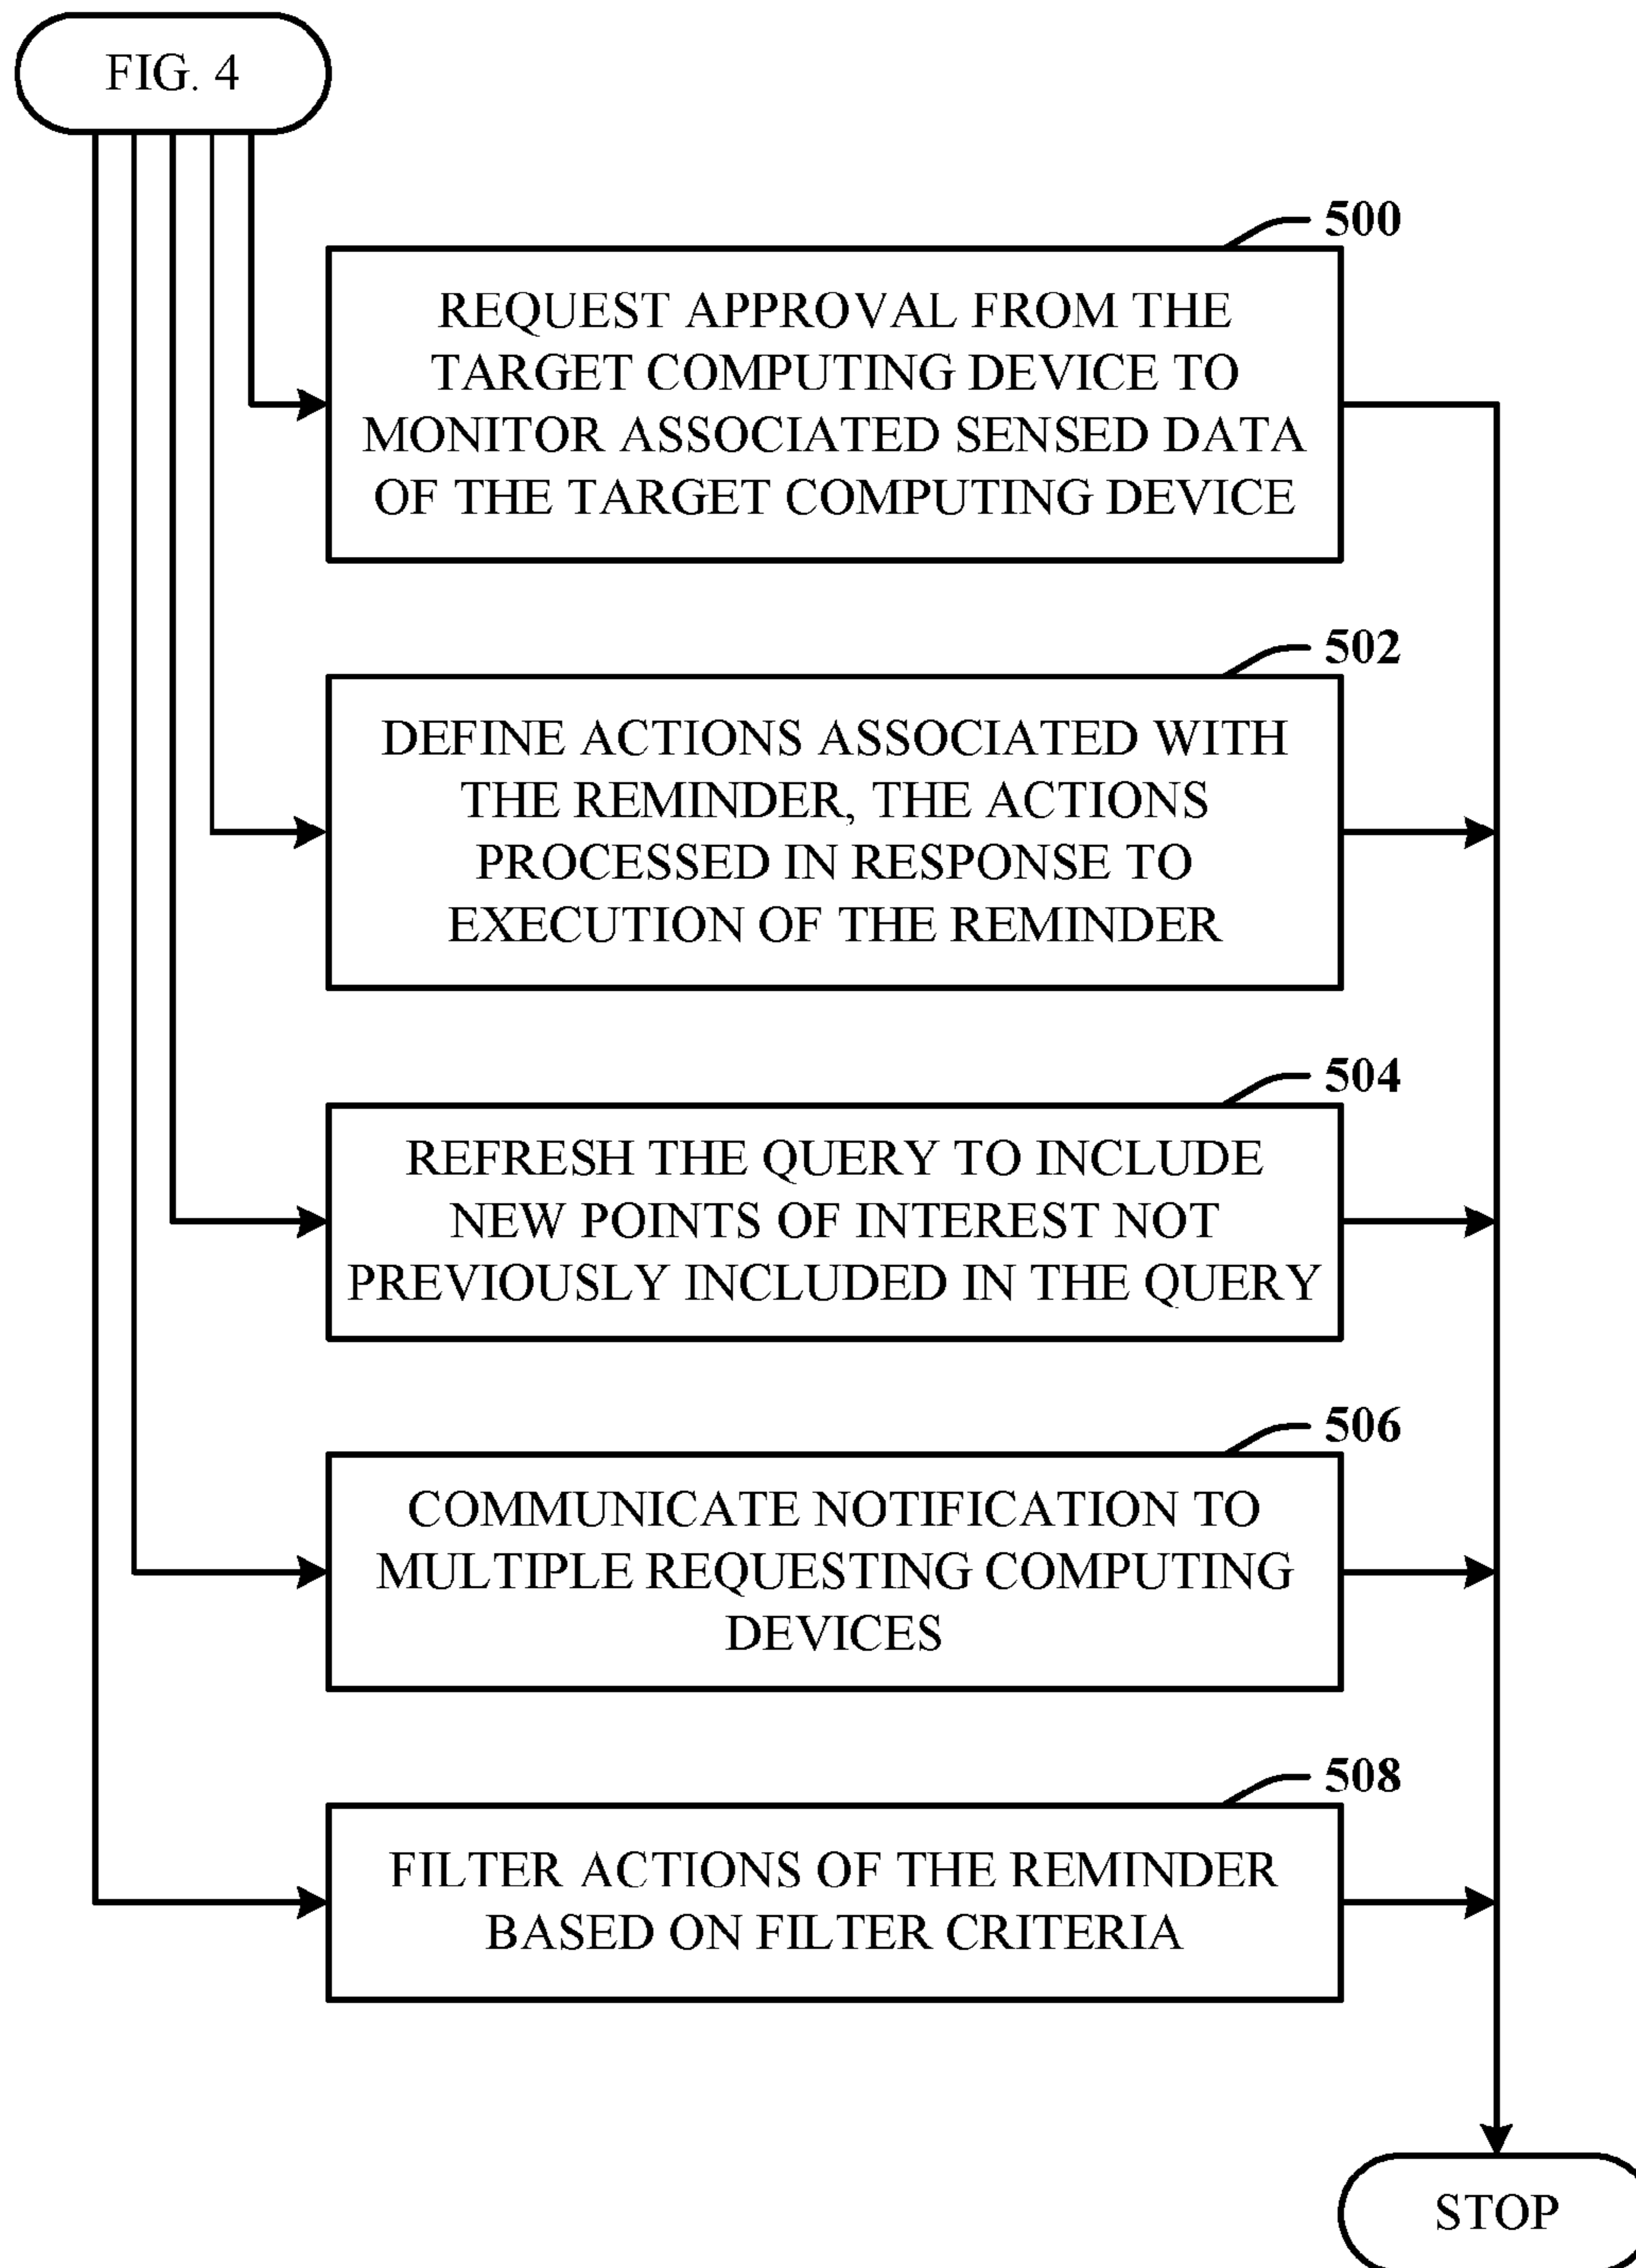 FIG. 4
500
REQUEST APPROVAL FROM THE
TARGET COMPUTING DEVICE TO
MONITOR ASSOCIATED SENSED DATA
OF THE TARGET COMPUTING DEVICE
502
DEFINE ACTIONS ASSOCIATED WITH
THE REMINDER, THE ACTIONS
PROCESSED IN RESPONSE TO
EXECUTION OF THE REMINDER
504
REFRESH THE QUERY TO INCLUDE
NEW POINTS OF INTEREST NOT
PREVIOUSLY INCLUDED IN THE QUERY
506
COMMUNICATE NOTIFICATION TO
MULTIPLE REQUESTING COMPUTING
DEVICES
508
FILTER ACTIONS OF THE REMINDER
BASED ON FILTER CRITERIA
STOP